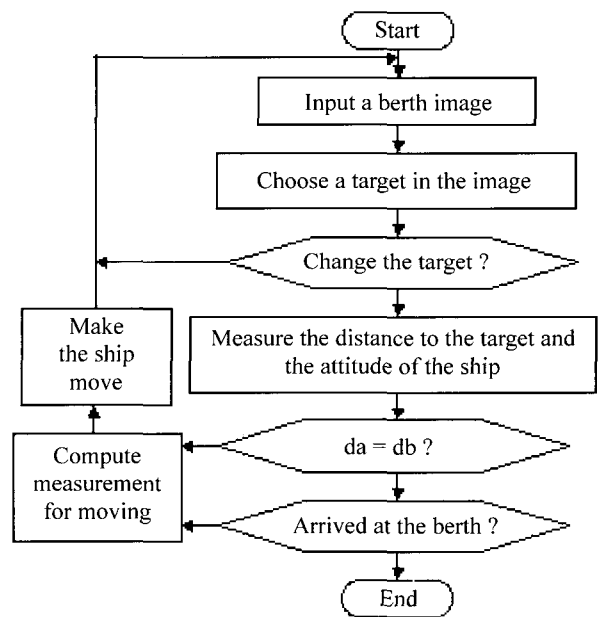 Start
Input a berth image
Choose a target in the image
Change the target ?
Make
the ship
move
Measure the distance to the target and
the attitude of the ship
da = db ?
Compute
measurement
for moving
Arrived at the berth ?
End